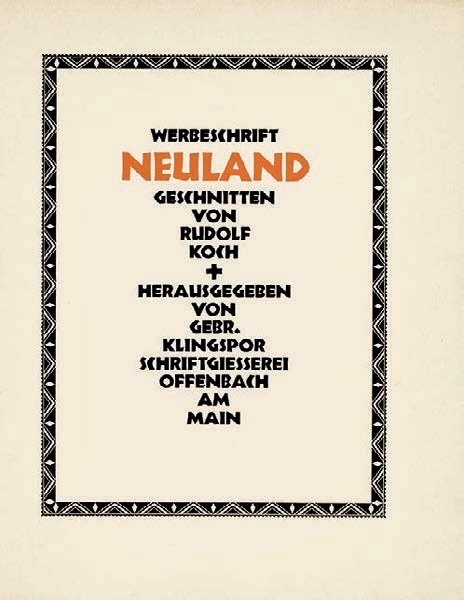 WERBESCHRIFT
NEULAND
GESCHNITTEN
VON
RUDOLF
KOCH
+
HERAUSGEGEBEN
VON
GEBR.
KLINGSPOR
SCHRIFTGIESSEREI
OFFENBACH
AM
MAIN